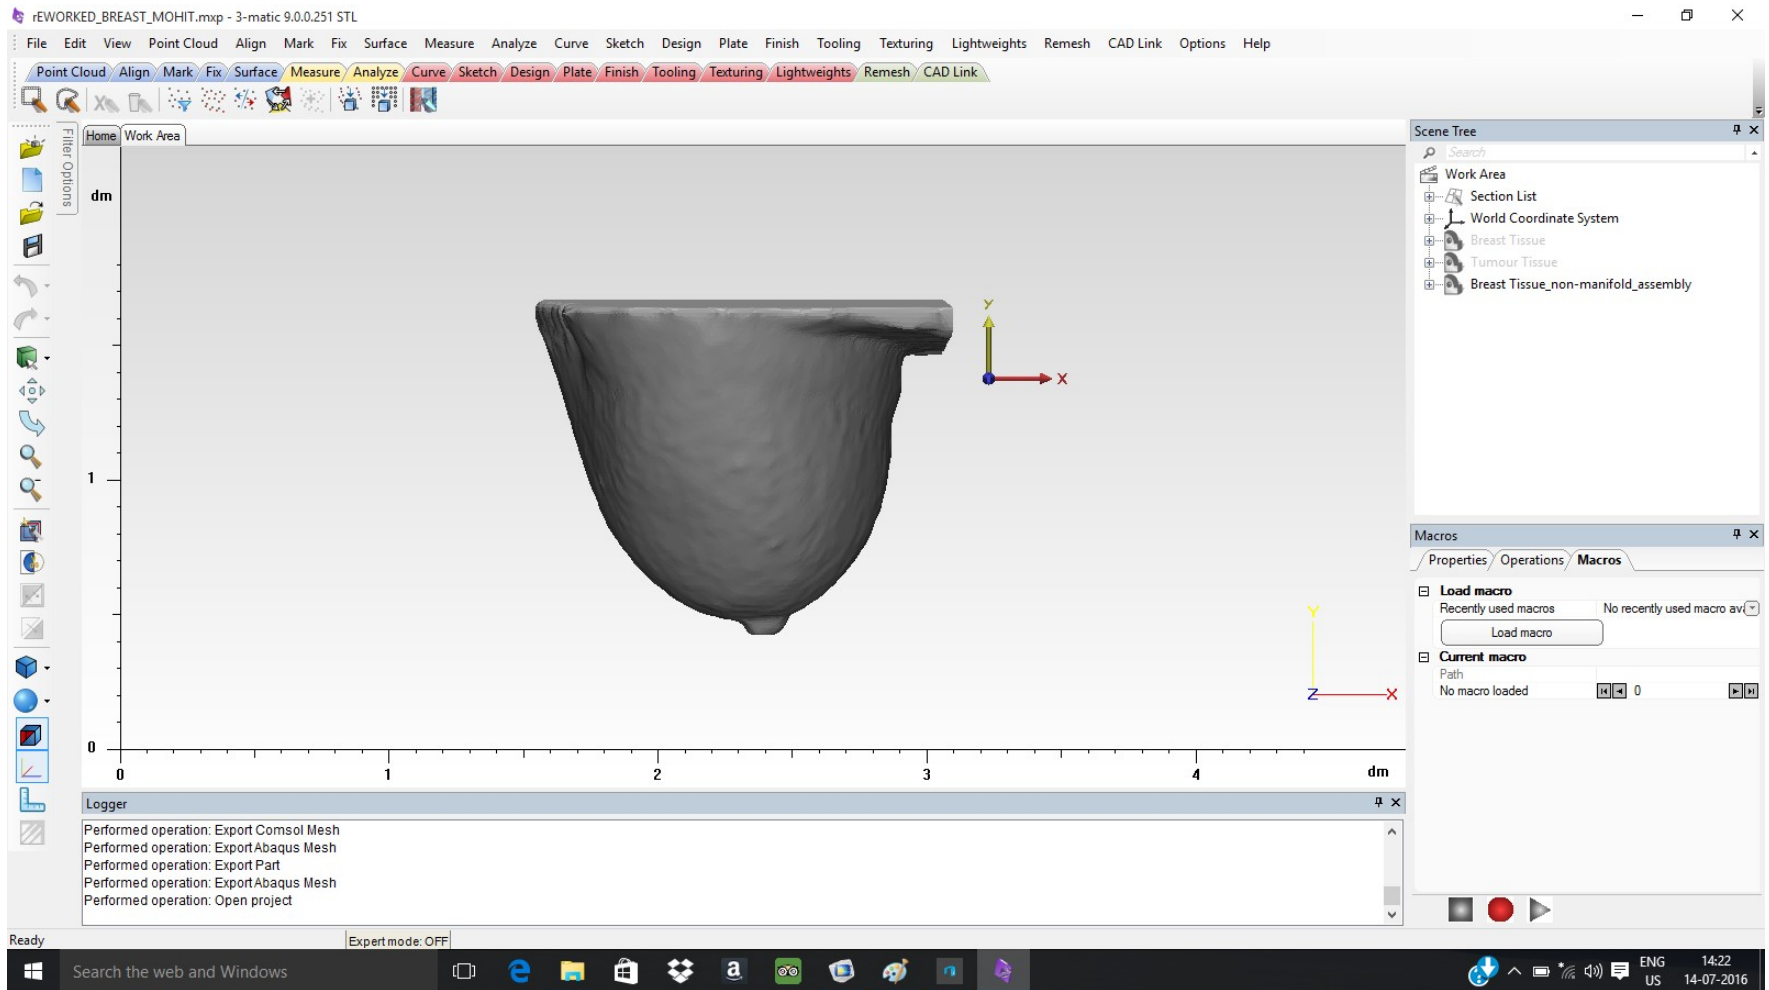 rEWORKED_BREAST_MOHIT.mxp - 3-matic 9.0.0.251 STL
File Edit View Point Cloud Align Mark Fix Surface Measure Analyze Curve Sketch Design Plate Finish Tooling Texturing Lightweights Remesh CAD Link Options Help
Point Cloud Align Mark Fix Surface Measure Analyze Curve Sketch Design Plate Finish Tooling Texturing Lightweights Remesh CAD Link
Filter Options
Home Work Area
dm
1
0
0 1 2 3 4 dm
Y
X
Y
Z X
Scene Tree
Search
Work Area
Section List
World Coordinate System
Breast Tissue
Tumour Tissue
Breast Tissue_non-manifold_assembly
Macros
Properties Operations Macros
Load macro
Recently used macros No recently used macro ava
Load macro
Current macro
Path
No macro loaded 0
Logger
Performed operation: Export Comsol Mesh
Performed operation: Export Abaqus Mesh
Performed operation: Export Part
Performed operation: Export Abaqus Mesh
Performed operation: Open project
Ready Expert mode: OFF
Search the web and Windows
ENG
US
14:22
14-07-2016